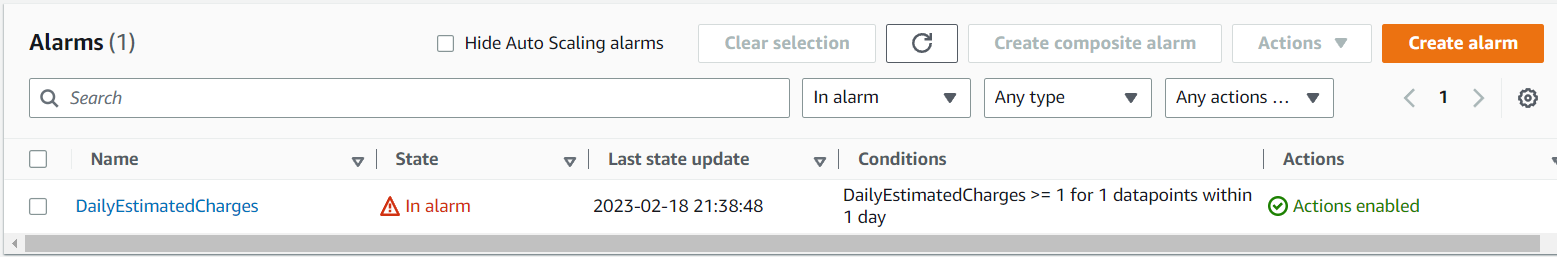 Alarms (1)
Hide Auto Scaling alarms
Clear selection
Create composite alarm
Actions
Create alarm
Search
In alarm
Any type
Any actions ...
1
Name
State
Last state update
Conditions
Actions
DailyEstimatedCharges
In alarm
2023-02-18 21:38:48
DailyEstimatedCharges >= 1 for 1 datapoints within
1 day
Actions enabled